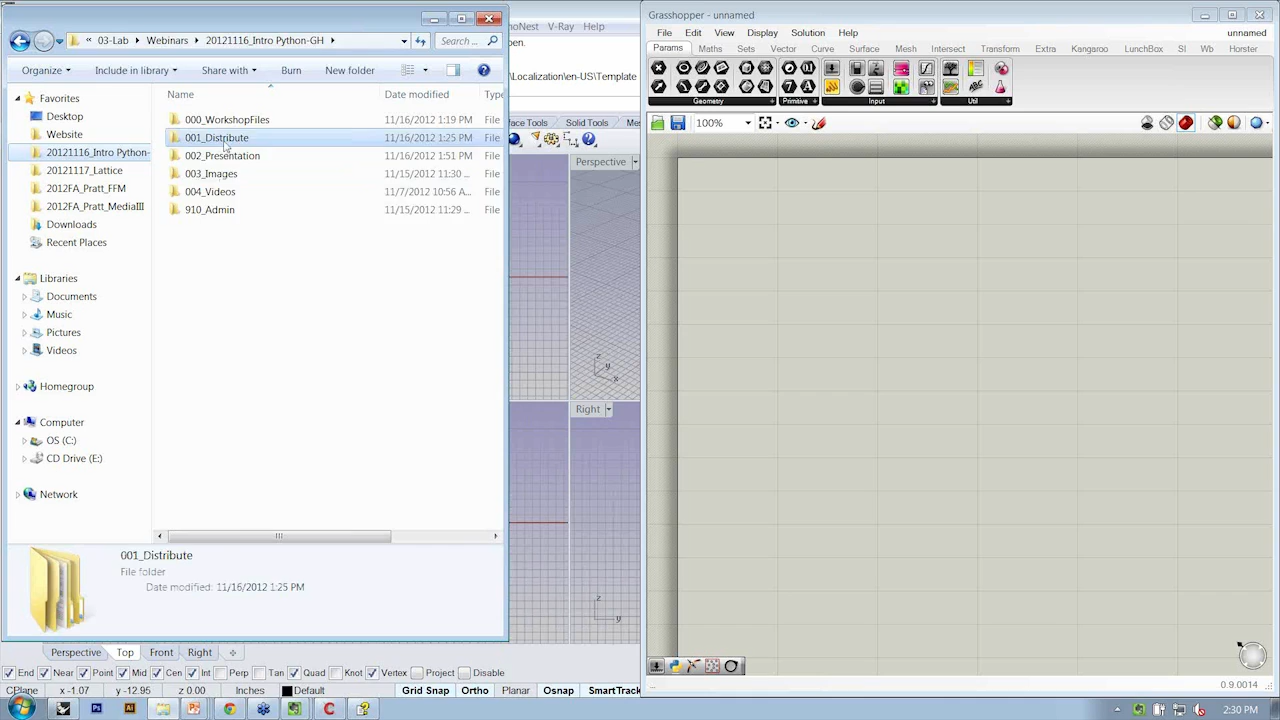 03-Lab
Webinars
20121116_Intro Python-GH
Search ...
Organize
Include in library
Share with
Burn
New folder
Name
Date modified
Type
Favorites
Desktop
Website
20121116_Intro Python-
20121117_Lattice
2012FA_Pratt_FFM
2012FA_Pratt_MediaIII
Downloads
Recent Places
Libraries
Documents
Music
Pictures
Videos
Homegroup
Computer
OS (C:)
CD Drive (E:)
Network
000_WorkshopFiles 11/16/2012 1:19 PM File
001_Distribute 11/16/2012 1:25 PM File
002_Presentation 11/16/2012 1:51 PM File
003_Images 11/15/2012 11:30 ... File
004_Videos 11/7/2012 10:56 A... File
910_Admin 11/15/2012 11:29 ... File
001_Distribute
File folder
Date modified: 11/16/2012 1:25 PM
V-Ray Help
pen.
\Localization\en-US\Template
face Tools Solid Tools Mes
Perspective
z
y
x
Right
z
y
Perspective Top Front Right
End Near Point Mid Cen Int Perp Tan Quad Knot Vertex Project Disable
CPlane x -1.07 y -12.95 z 0.00 Inches Default Grid Snap Ortho Planar Osnap SmartTrack
Grasshopper - unnamed
File Edit View Display Solution Help unnamed
Params Maths Sets Vector Curve Surface Mesh Intersect Transform Extra Kangaroo LunchBox SI Wb Horster
Geometry Primitive Input Util
100%
...
0.9.0014
2:30 PM